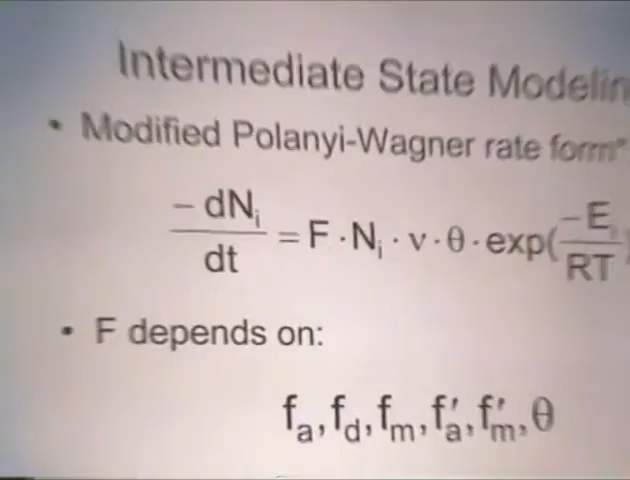 Intermediate State Modelin
• Modified Polanyi-Wagner rate form*
-dNᵢ/dt = F · Nᵢ · ν · θ · exp(-E/RT)
• F depends on:
fₐ, f_d, fₘ, f′ₐ, f′ₘ, θ